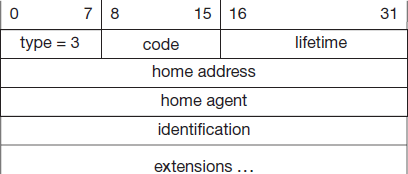 0 7 8 15 16 31
type = 3 code lifetime
home address
home agent
identification
extensions ...